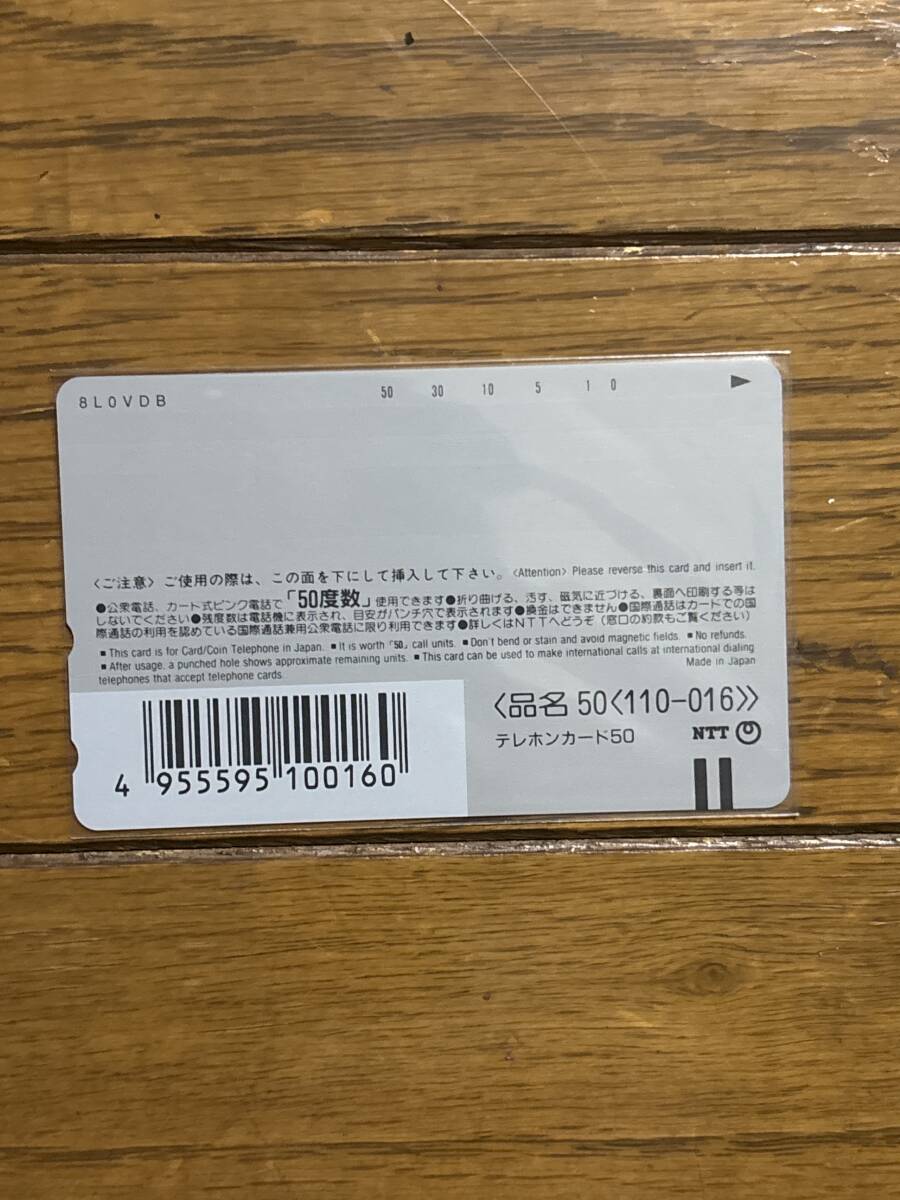 8L0VDB
50 30 10 5 1 0
〈ご注意〉ご使用の際は、この面を下にして挿入して下さい。〈Attention〉Please reverse this card and insert it.
●公衆電話、カード式ピンク電話で「50度数」使用できます●折り曲げる、汚す、磁気に近づける、裏面へ印刷する等は
しないでください●残度数は電話機に表示され、目安がパンチ穴で表示されます●換金はできません●国際通話はカードでの国
際通話の利用を認めている国際通話兼用公衆電話に限り利用できます●詳しくはNTTへどうぞ(窓口の約款もご覧ください)
■This card is for Card/Coin Telephone in Japan. ■It is worth「50」call units. ■Don't bend or stain and avoid magnetic fields. ■No refunds.
■After usage, a punched hole shows approximate remaining units. ■This card can be used to make international calls at international dialing
telephones that accept telephone cards.
Made in Japan
4 955595 100160
〈品名 50〈110-016〉〉
テレホンカード50
NTT